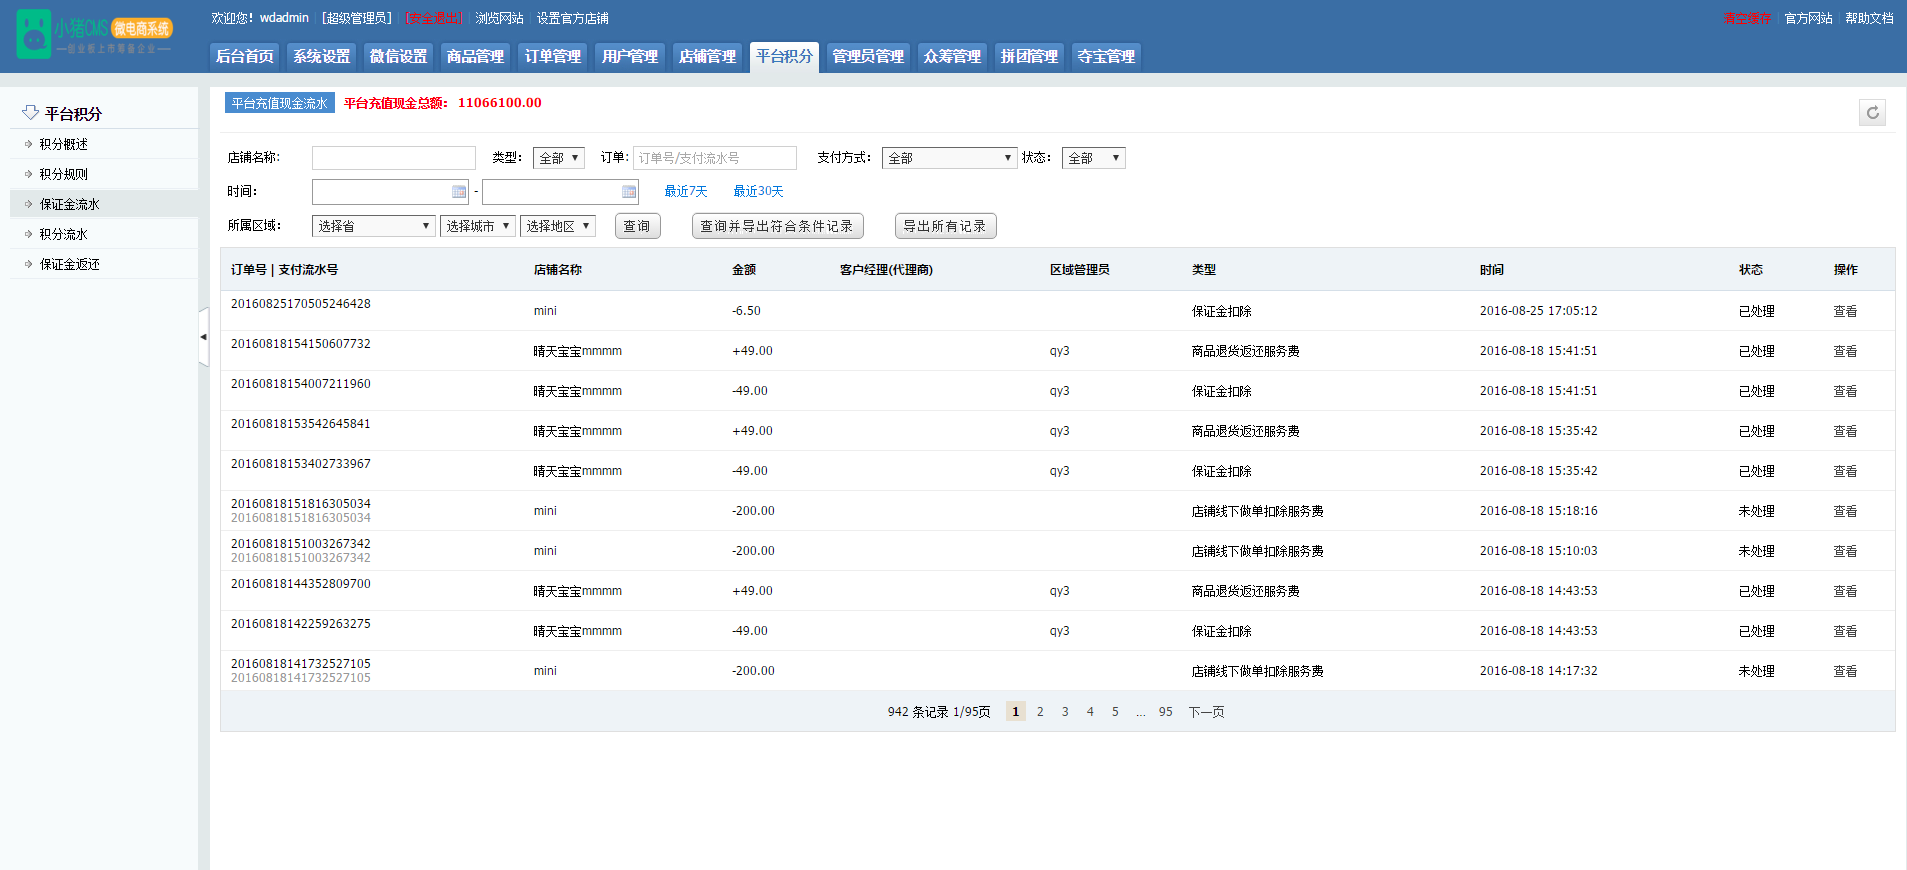 小猪CMS 微电商系统
创业板上市筹备企业
欢迎您！wdadmin | [超级管理员] | [安全退出] | 浏览网站 | 设置官方店铺
清空缓存 | 官方网站 | 帮助文档
后台首页 系统设置 微信设置 商品管理 订单管理 用户管理 店铺管理 平台积分 管理员管理 众筹管理 拼团管理 夺宝管理
平台积分
积分概述
积分规则
保证金流水
积分流水
保证金返还
平台充值现金流水 平台充值现金总额： 11066100.00
店铺名称: 类型: 全部 订单: 订单号/支付流水号 支付方式: 全部 状态: 全部
时间: - 最近7天 最近30天
所属区域: 选择省 选择城市 选择地区 查询 查询并导出符合条件记录 导出所有记录
订单号 | 支付流水号 店铺名称 金额 客户经理(代理商) 区域管理员 类型 时间 状态 操作
20160825170505246428 mini -6.50 保证金扣除 2016-08-25 17:05:12 已处理 查看
20160818154150607732 晴天宝宝mmmm +49.00 qy3 商品退货返还服务费 2016-08-18 15:41:51 已处理 查看
20160818154007211960 晴天宝宝mmmm -49.00 qy3 保证金扣除 2016-08-18 15:41:51 已处理 查看
20160818153542645841 晴天宝宝mmmm +49.00 qy3 商品退货返还服务费 2016-08-18 15:35:42 已处理 查看
20160818153402733967 晴天宝宝mmmm -49.00 qy3 保证金扣除 2016-08-18 15:35:42 已处理 查看
20160818151816305034 mini -200.00 店铺线下做单扣除服务费 2016-08-18 15:18:16 未处理 查看
20160818151816305034
20160818151003267342 mini -200.00 店铺线下做单扣除服务费 2016-08-18 15:10:03 未处理 查看
20160818151003267342
20160818144352809700 晴天宝宝mmmm +49.00 qy3 商品退货返还服务费 2016-08-18 14:43:53 已处理 查看
20160818142259263275 晴天宝宝mmmm -49.00 qy3 保证金扣除 2016-08-18 14:43:53 已处理 查看
20160818141732527105 mini -200.00 店铺线下做单扣除服务费 2016-08-18 14:17:32 未处理 查看
20160818141732527105
942 条记录 1/95页 1 2 3 4 5 ... 95 下一页